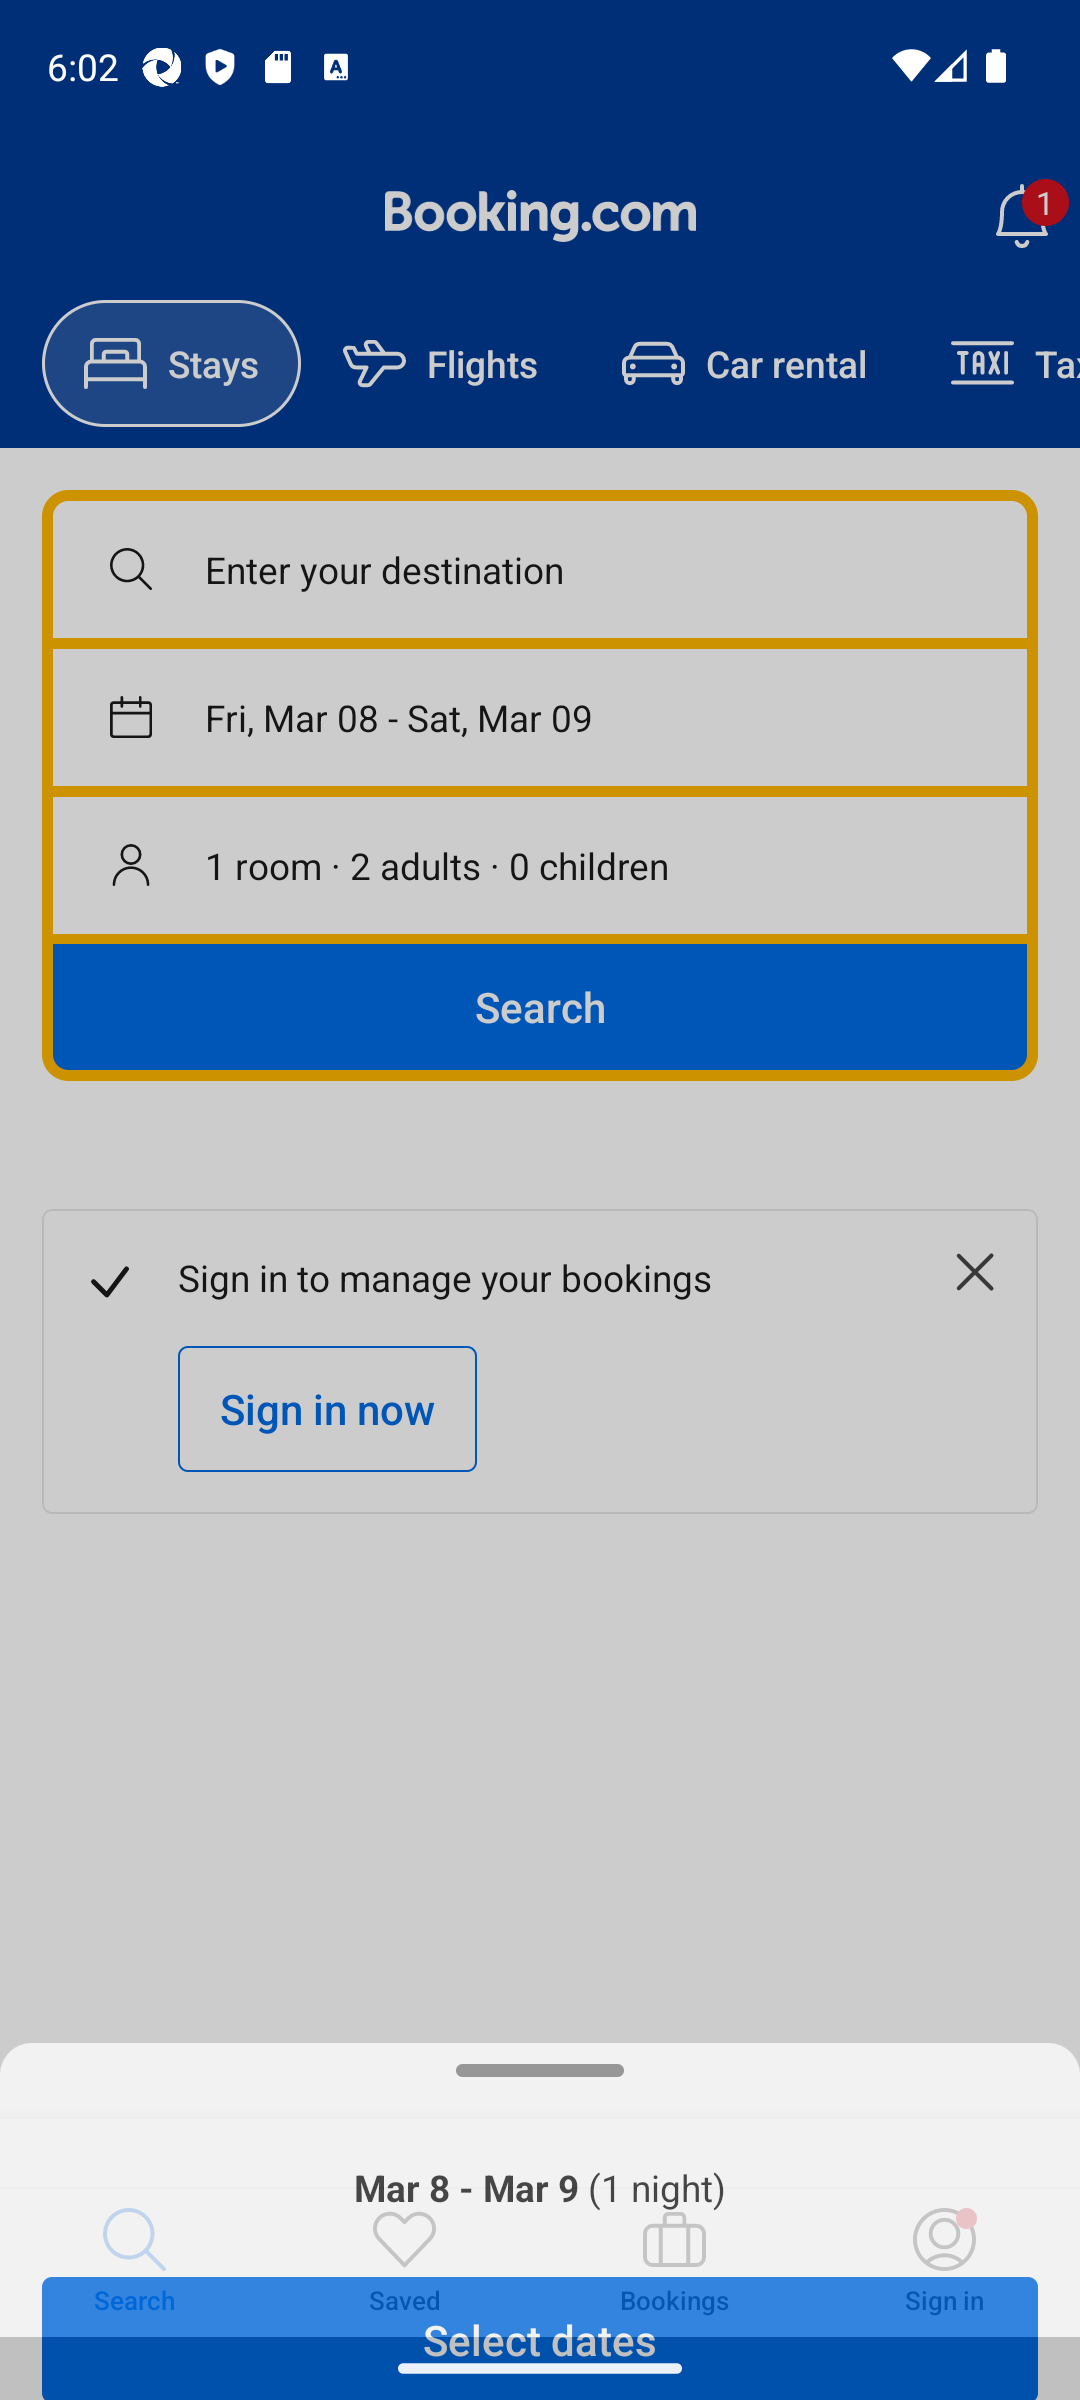 6:02
Booking.com
1
Stays
Flights
Car rental
TAXI
Tax
Enter your destination
Fri, Mar 08 - Sat, Mar 09
1 room · 2 adults · 0 children
Search
Sign in to manage your bookings
Sign in now
Mar 8 - Mar 9 (1 night)
Search
Saved
Bookings
Sign in
Select dates